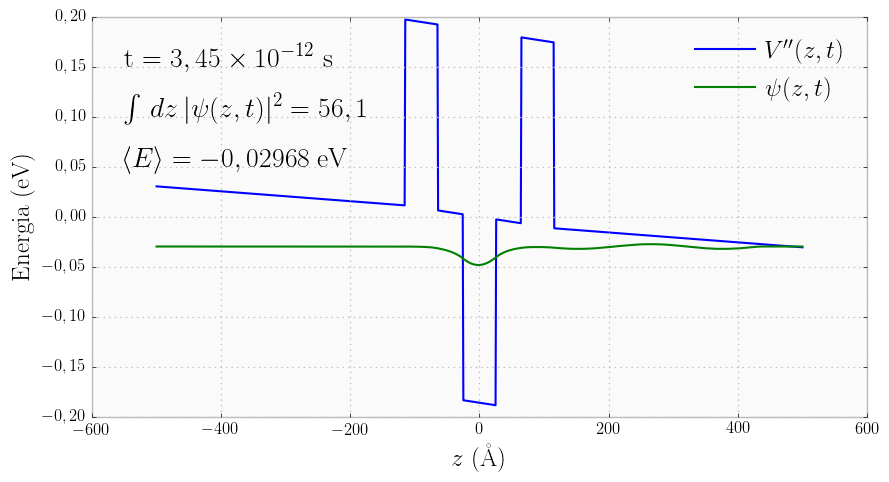 0,20
0,15
0,10
0,05
0,00
−0,05
−0,10
−0,15
−0,20
Energia (eV)
t = 3,45 × 10⁻¹² s
∫ dz |ψ(z, t)|² = 56,1
⟨E⟩ = −0,02968 eV
V″(z, t)
ψ(z, t)
−600 −400 −200 0 200 400 600
z (Å)